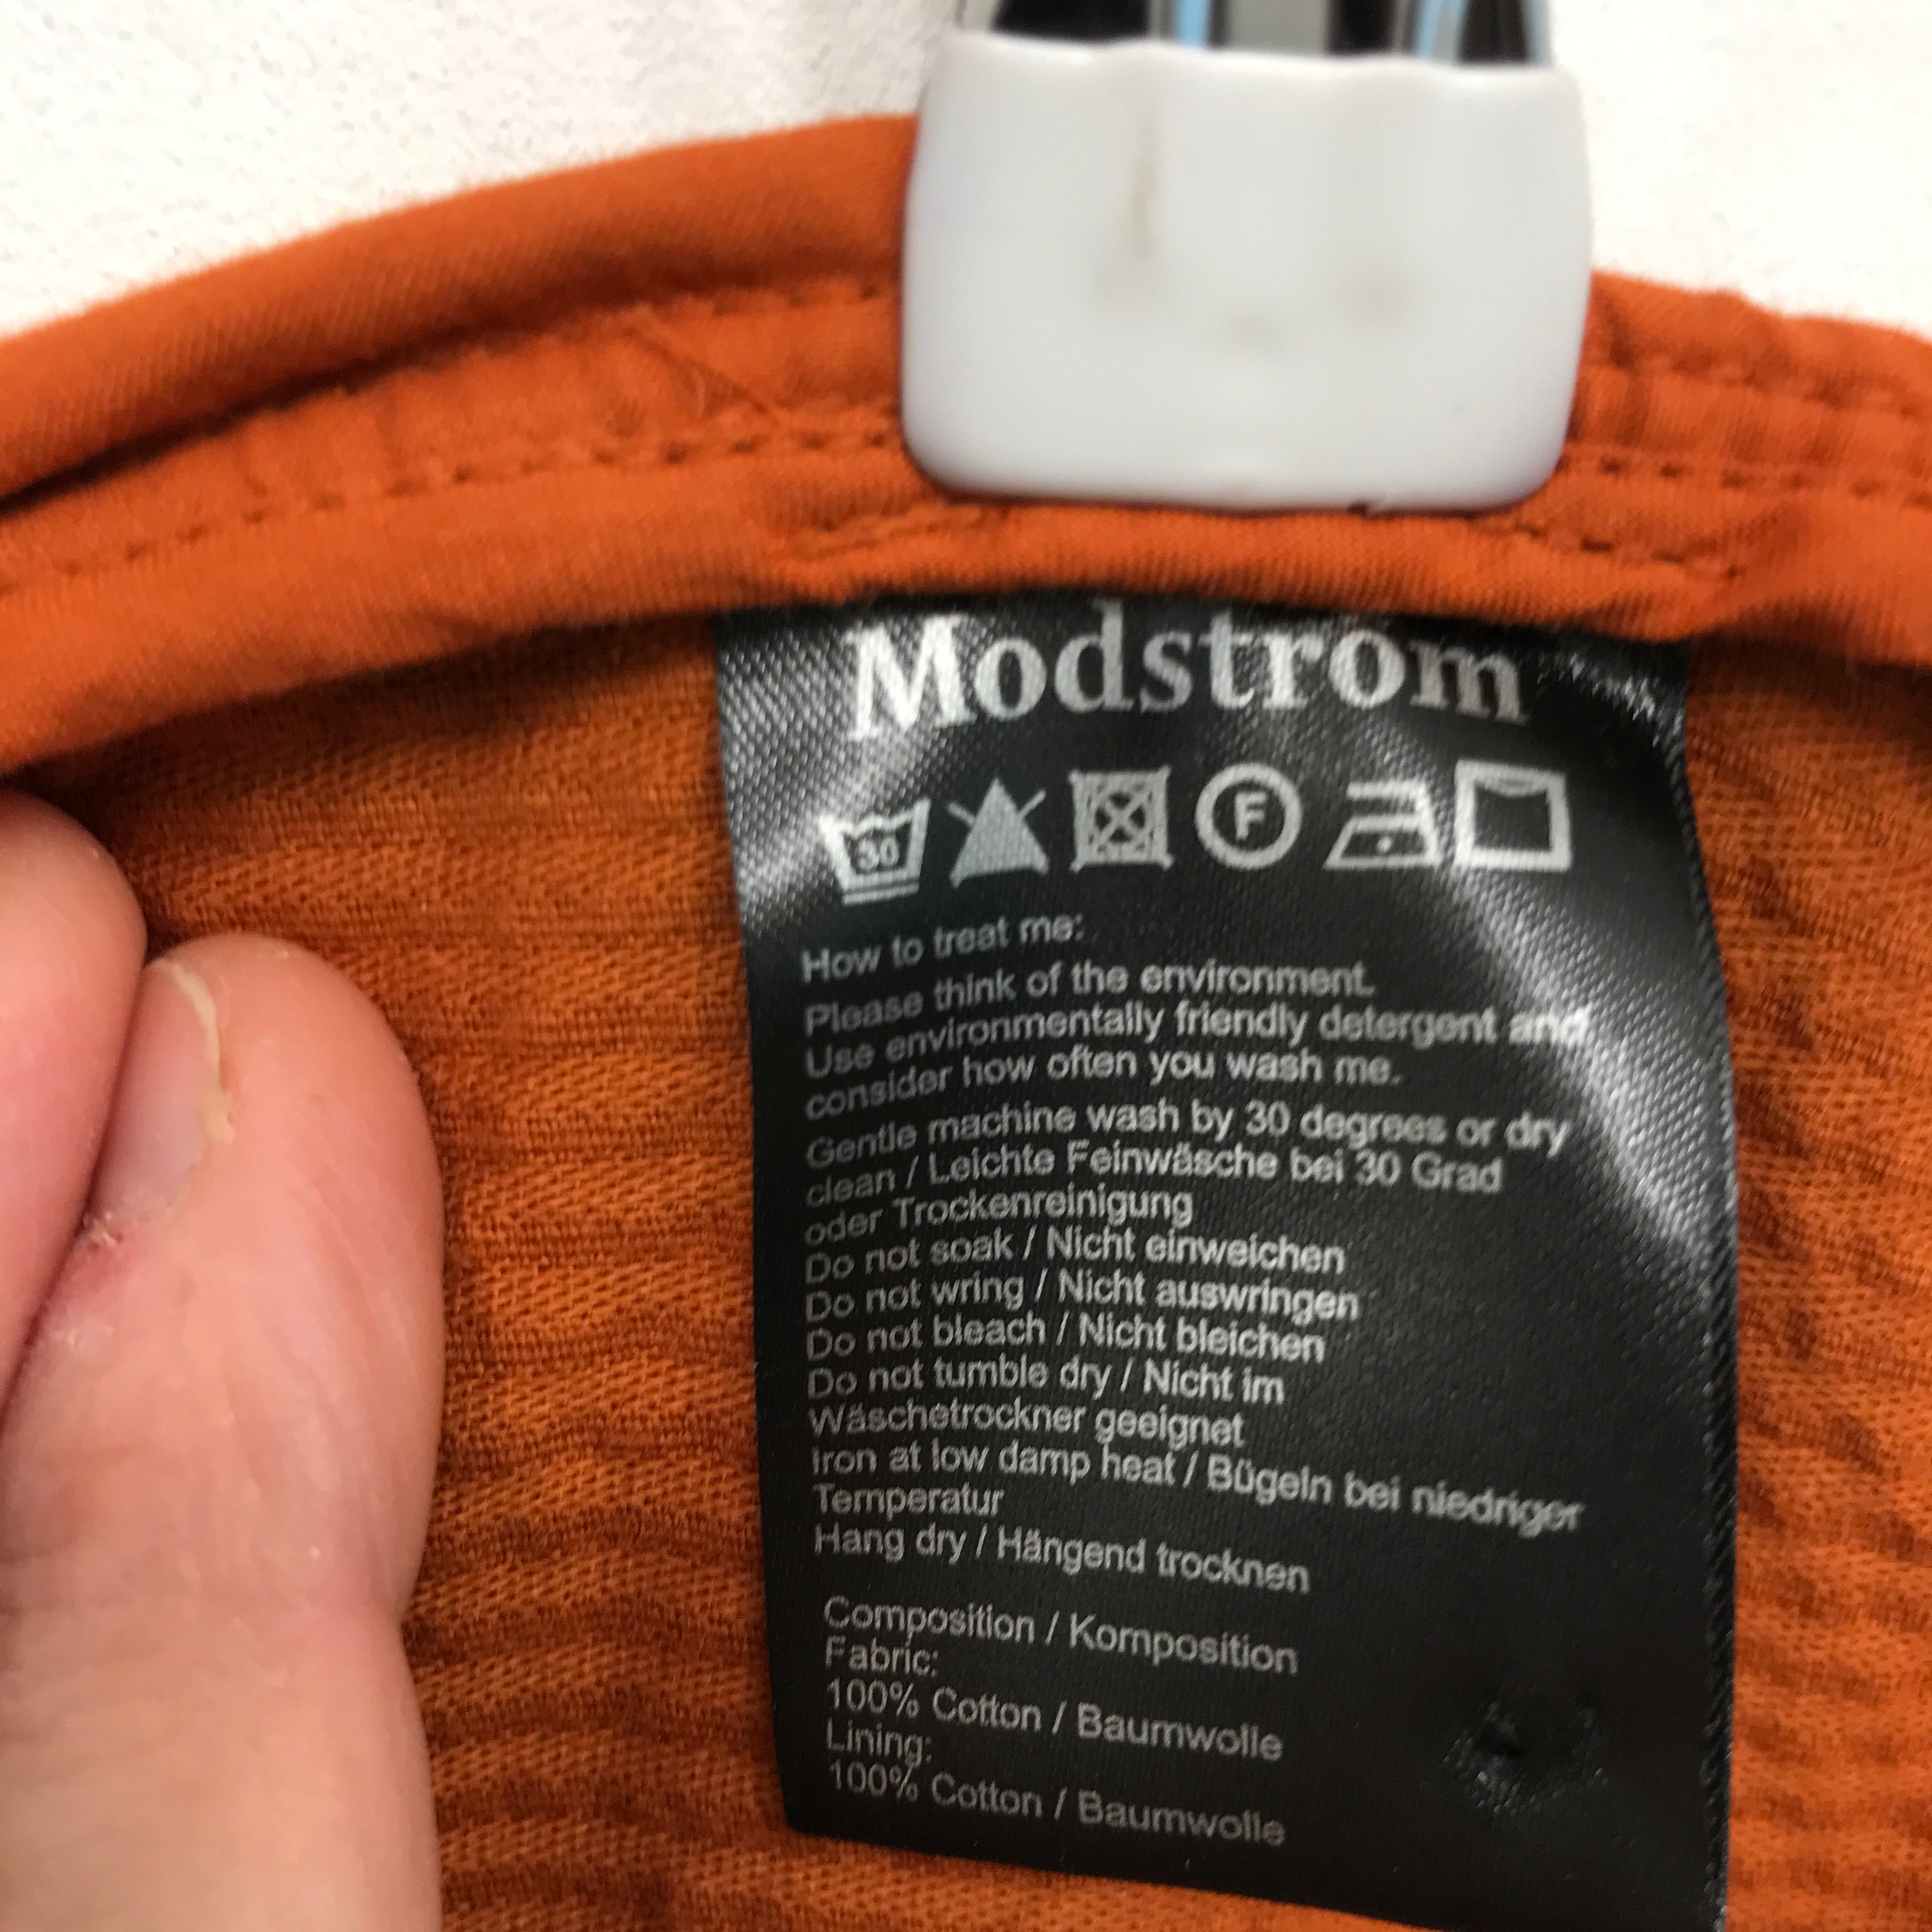 Modström
30 F
How to treat me:
Please think of the environment.
Use environmentally friendly detergent and
consider how often you wash me.
Gentle machine wash by 30 degrees or dry
clean / Leichte Feinwäsche bei 30 Grad
oder Trockenreinigung
Do not soak / Nicht einweichen
Do not wring / Nicht auswringen
Do not bleach / Nicht bleichen
Do not tumble dry / Nicht im
Wäschetrockner geeignet
Iron at low damp heat / Bügeln bei niedriger
Temperatur
Hang dry / Hängend trocknen
Composition / Komposition
Fabric:
100% Cotton / Baumwolle
Lining:
100% Cotton / Baumwolle